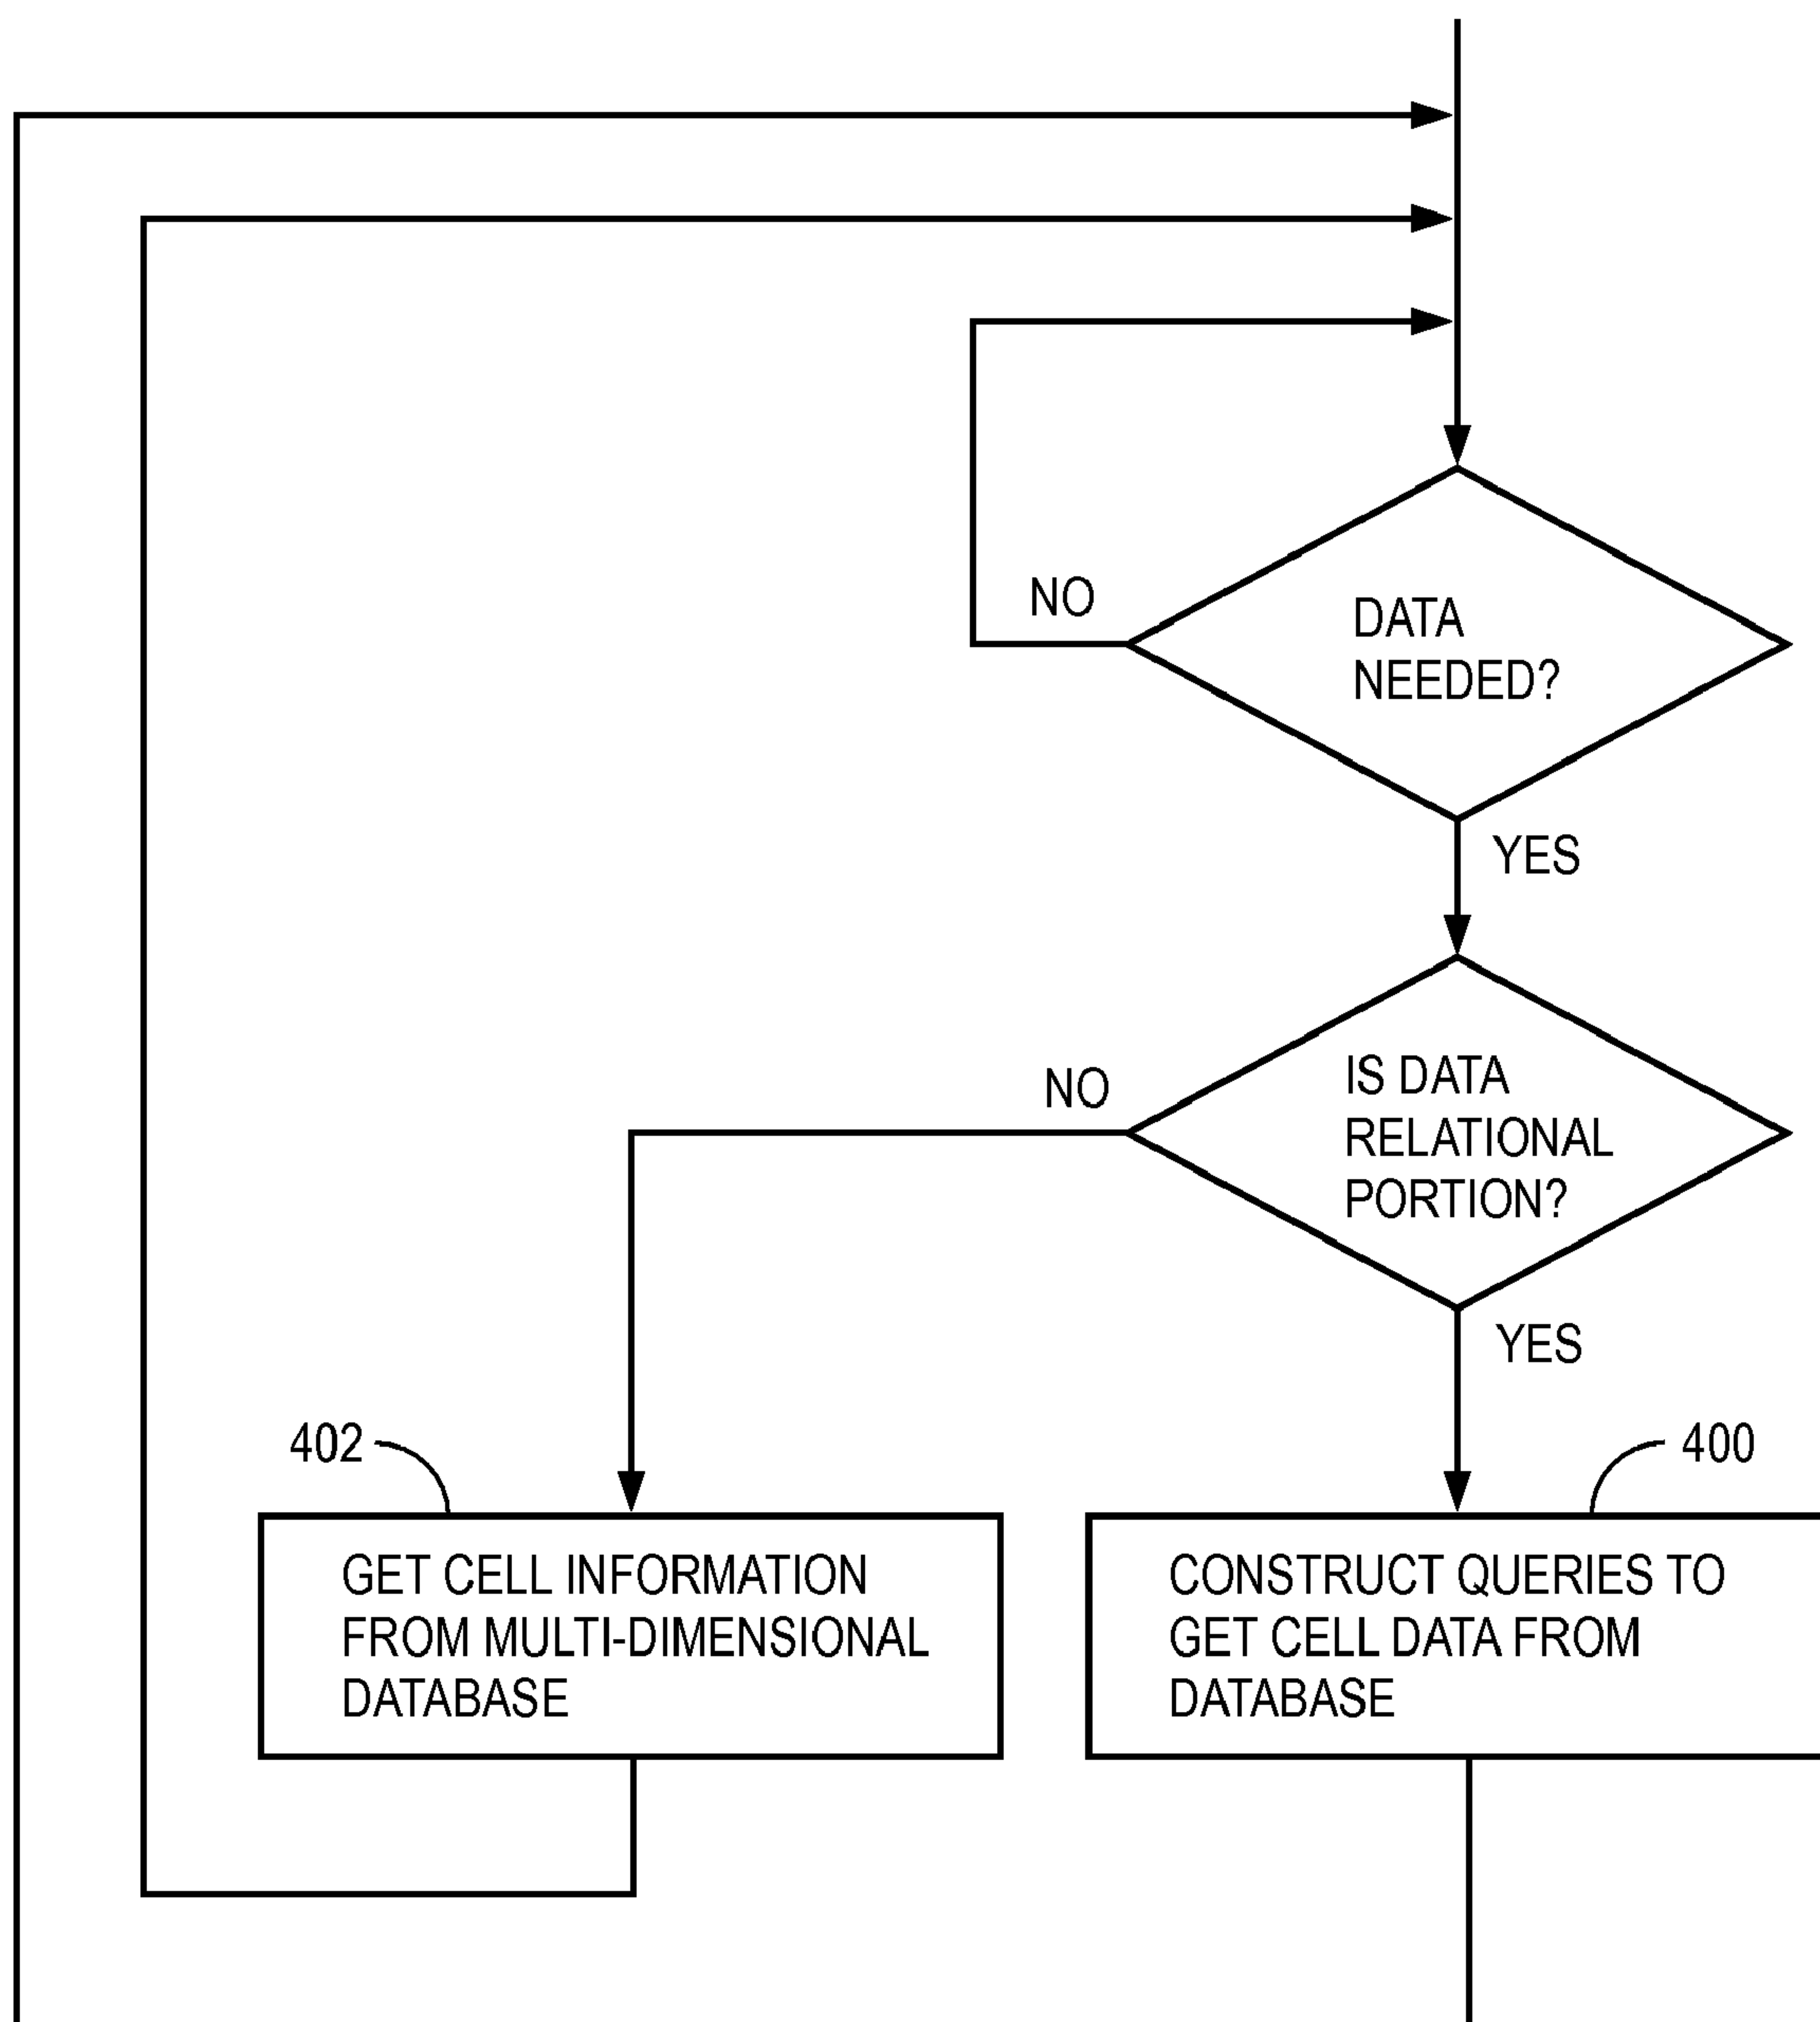 NO
DATA
NEEDED?
YES
NO
IS DATA
RELATIONAL
PORTION?
YES
402
400
GET CELL INFORMATION
FROM MULTI-DIMENSIONAL
DATABASE
CONSTRUCT QUERIES TO
GET CELL DATA FROM
DATABASE